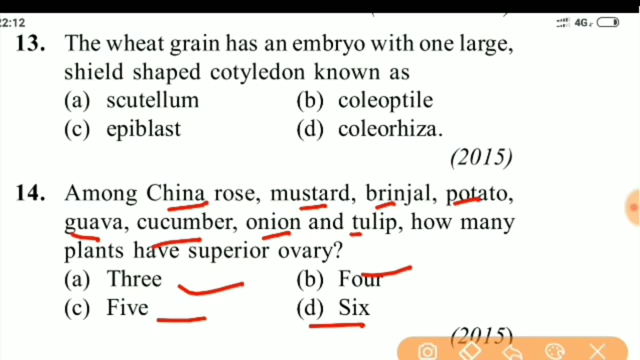 22:12
4G
13. The wheat grain has an embryo with one large,
shield shaped cotyledon known as
(a) scutellum (b) coleoptile
(c) epiblast (d) coleorhiza.
(2015)
14. Among China rose, mustard, brinjal, potato,
guava, cucumber, onion and tulip, how many
plants have superior ovary?
(a) Three (b) Four
(c) Five (d) Six
(2015)